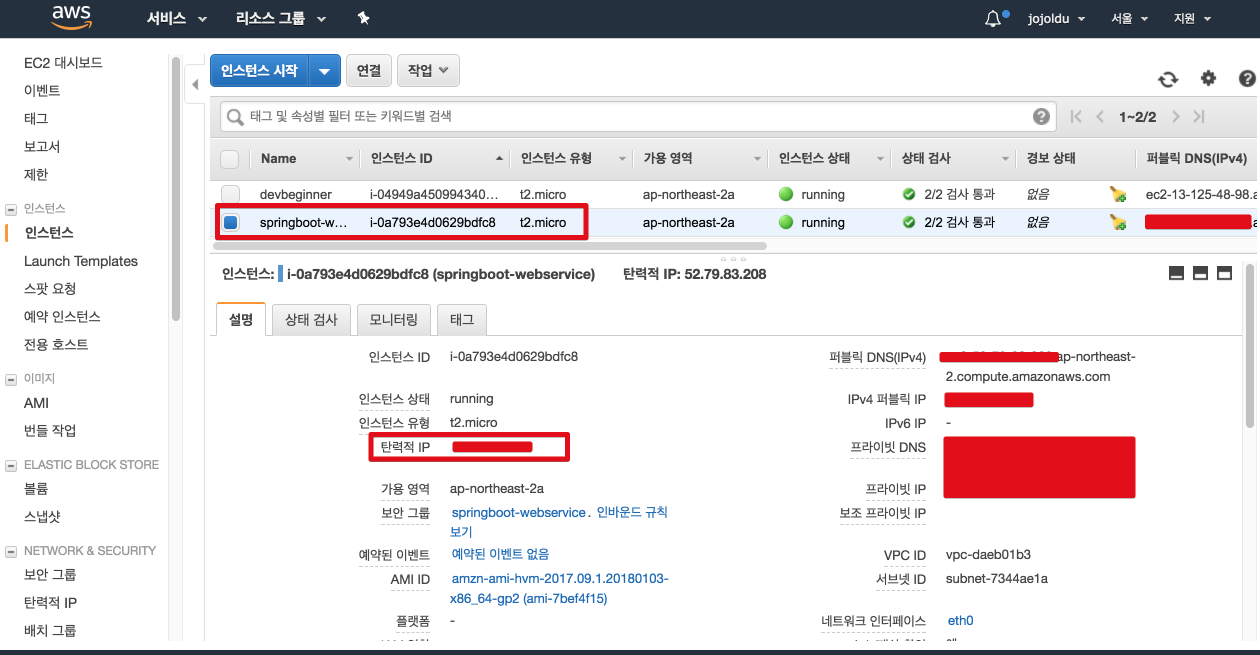 aws 서비스 리소스 그룹 jojoldu 서울 지원
EC2 대시보드
이벤트
태그
보고서
제한
인스턴스
인스턴스
Launch Templates
스팟 요청
예약 인스턴스
전용 호스트
이미지
AMI
번들 작업
ELASTIC BLOCK STORE
볼륨
스냅샷
NETWORK & SECURITY
보안 그룹
탄력적 IP
배치 그룹
인스턴스 시작 연결 작업
태그 및 속성별 필터 또는 키워드별 검색 1~2/2
Name 인스턴스 ID 인스턴스 유형 가용 영역 인스턴스 상태 상태 검사 경보 상태 퍼블릭 DNS(IPv4)
devbeginner i-04949a450994340... t2.micro ap-northeast-2a running 2/2 검사 통과 없음 ec2-13-125-48-98.a
springboot-w... i-0a793e4d0629bdfc8 t2.micro ap-northeast-2a running 2/2 검사 통과 없음
인스턴스: i-0a793e4d0629bdfc8 (springboot-webservice) 탄력적 IP: 52.79.83.208
설명 상태 검사 모니터링 태그
인스턴스 ID i-0a793e4d0629bdfc8
인스턴스 상태 running
인스턴스 유형 t2.micro
탄력적 IP
가용 영역 ap-northeast-2a
보안 그룹 springboot-webservice. 인바운드 규칙
보기
예약된 이벤트 예약된 이벤트 없음
AMI ID amzn-ami-hvm-2017.09.1.20180103-
x86_64-gp2 (ami-7bef4f15)
플랫폼 -
퍼블릭 DNS(IPv4) ap-northeast-
2.compute.amazonaws.com
IPv4 퍼블릭 IP
IPv6 IP -
프라이빗 DNS
프라이빗 IP
보조 프라이빗 IP
VPC ID vpc-daeb01b3
서브넷 ID subnet-7344ae1a
네트워크 인터페이스 eth0